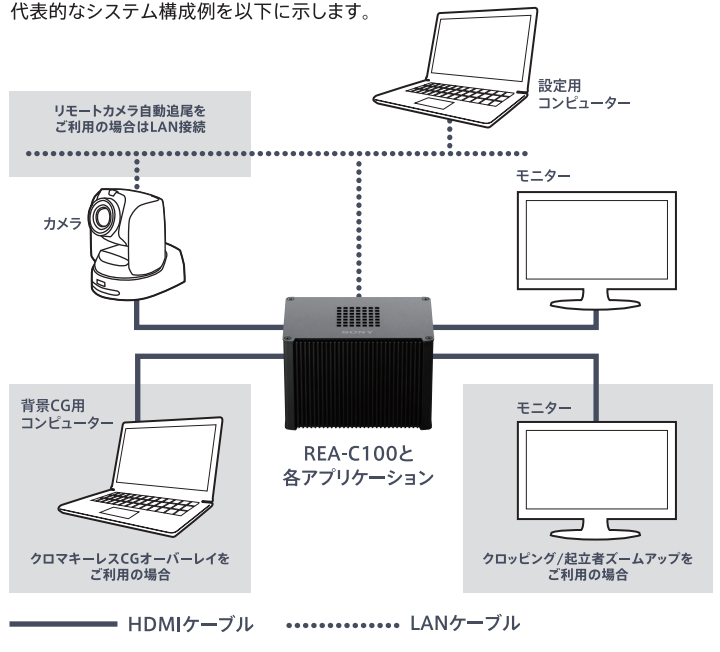 代表的なシステム構成例を以下に示します。
設定用
コンピューター
リモートカメラ自動追尾を
ご利用の場合はLAN接続
モニター
カメラ
SONY
背景CG用
コンピューター
モニター
REA-C100と
各アプリケーション
クロマキーレスCGオーバーレイを
ご利用の場合
クロッピング/起立者ズームアップを
ご利用の場合
HDMIケーブル
LANケーブル